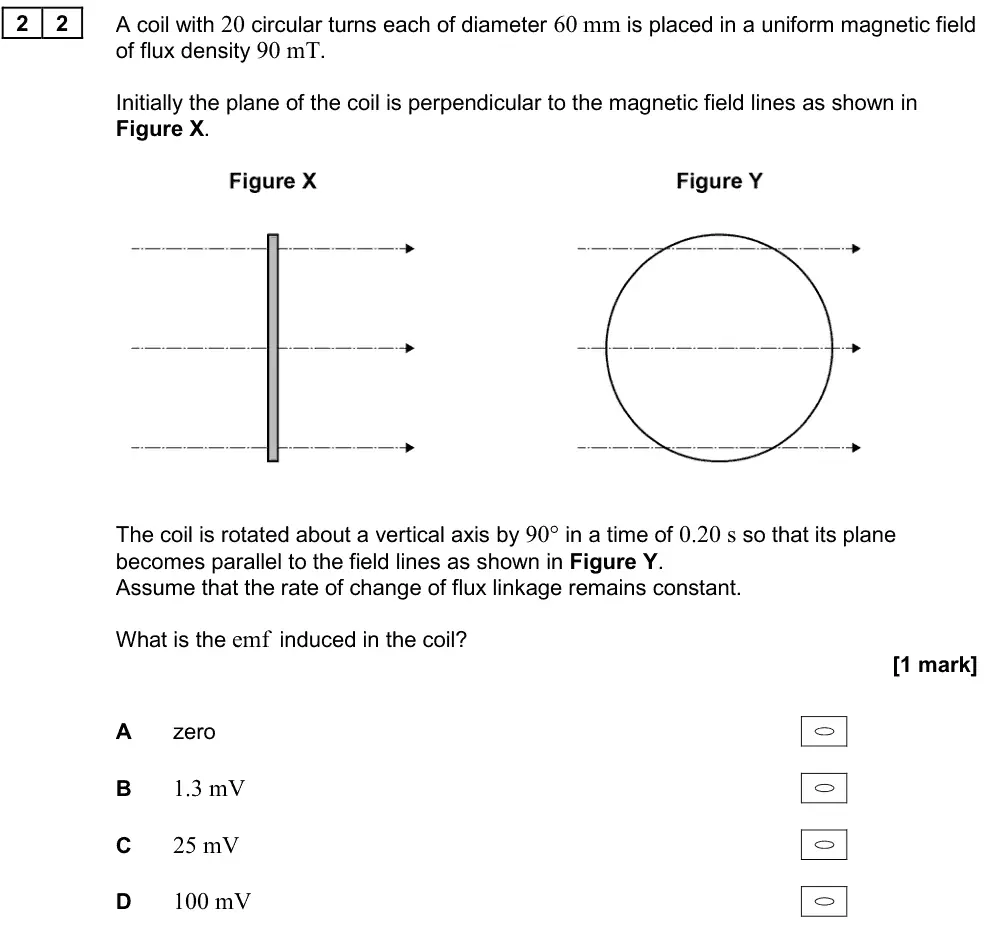 2 2 A coil with 20 circular turns each of diameter 60 mm is placed in a uniform magnetic field
of flux density 90 mT.
Initially the plane of the coil is perpendicular to the magnetic field lines as shown in
Figure X.
Figure X Figure Y
The coil is rotated about a vertical axis by 90° in a time of 0.20 s so that its plane
becomes parallel to the field lines as shown in Figure Y.
Assume that the rate of change of flux linkage remains constant.
What is the emf induced in the coil?
[1 mark]
A zero
B 1.3 mV
C 25 mV
D 100 mV